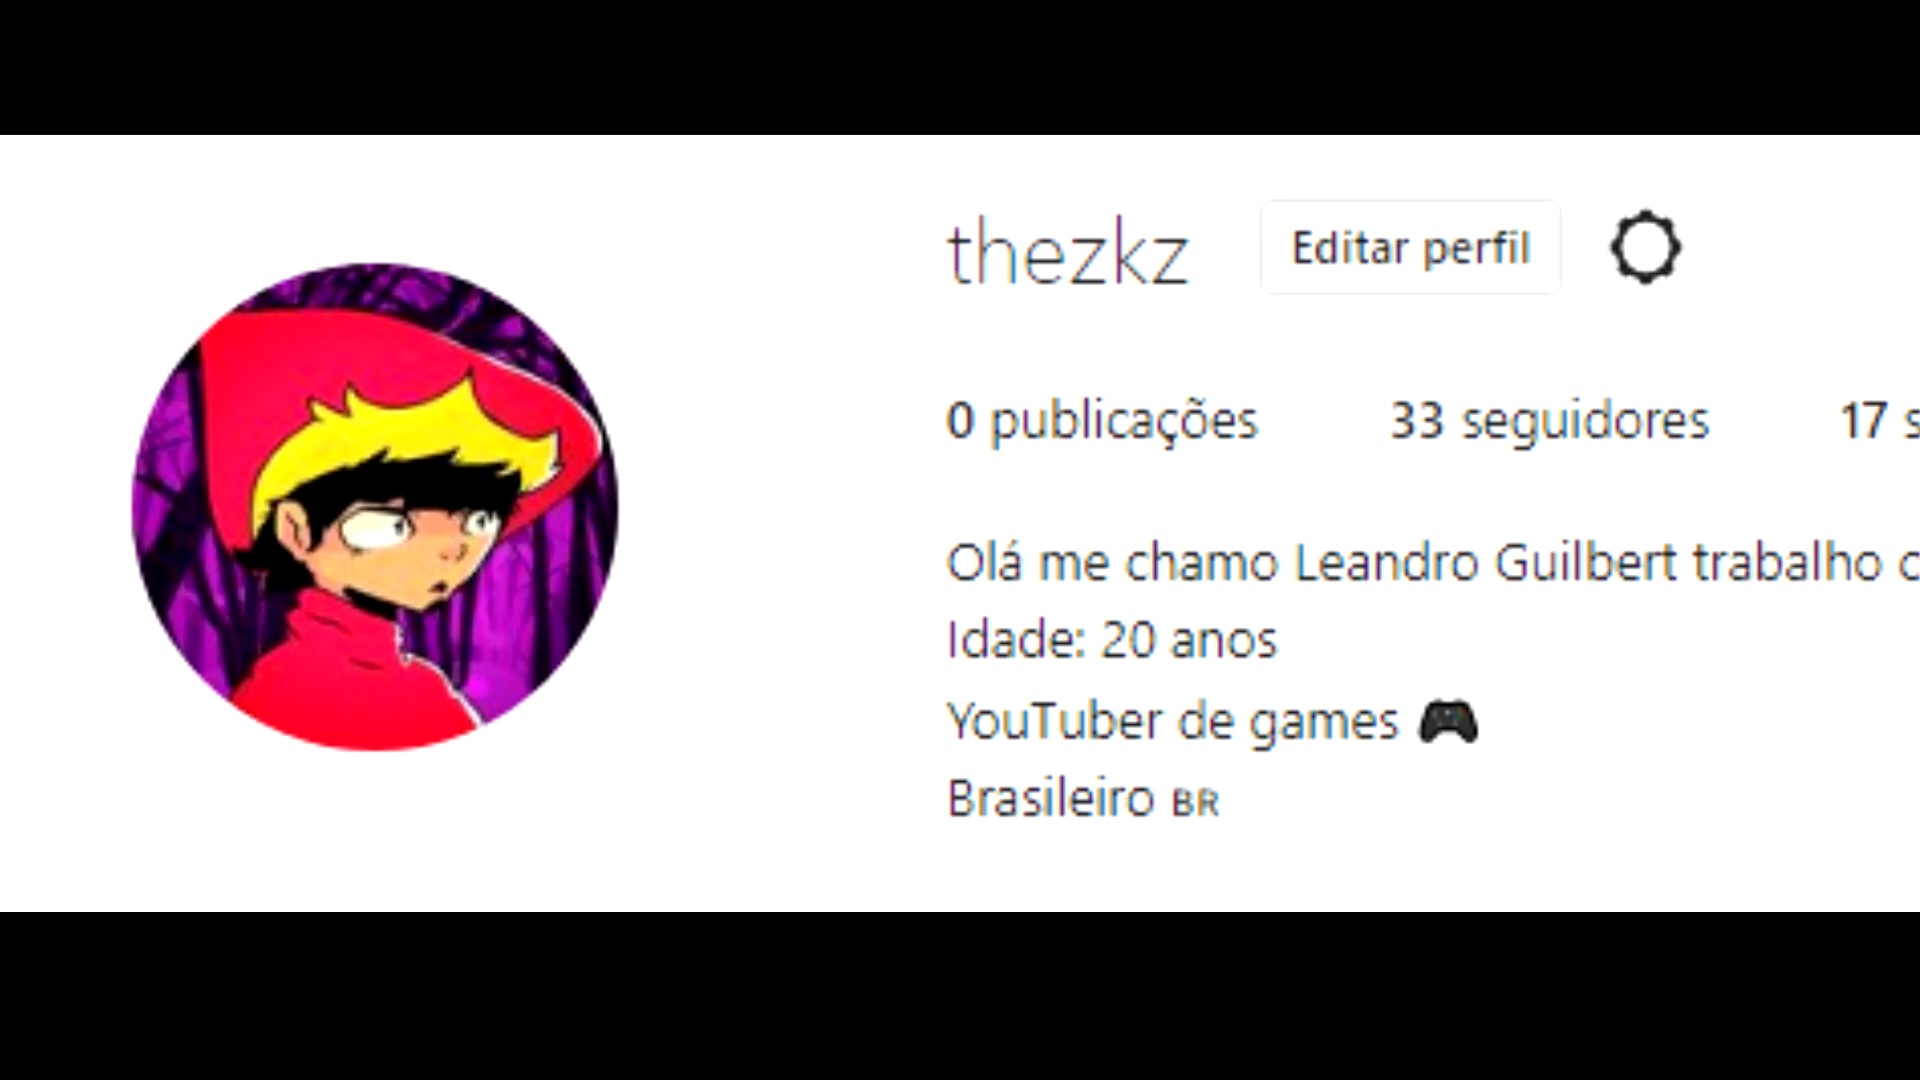 thezkz Editar perfil
0 publicações 33 seguidores 17
Olá me chamo Leandro Guilbert trabalho
Idade: 20 anos
YouTuber de games 🎮
Brasileiro BR